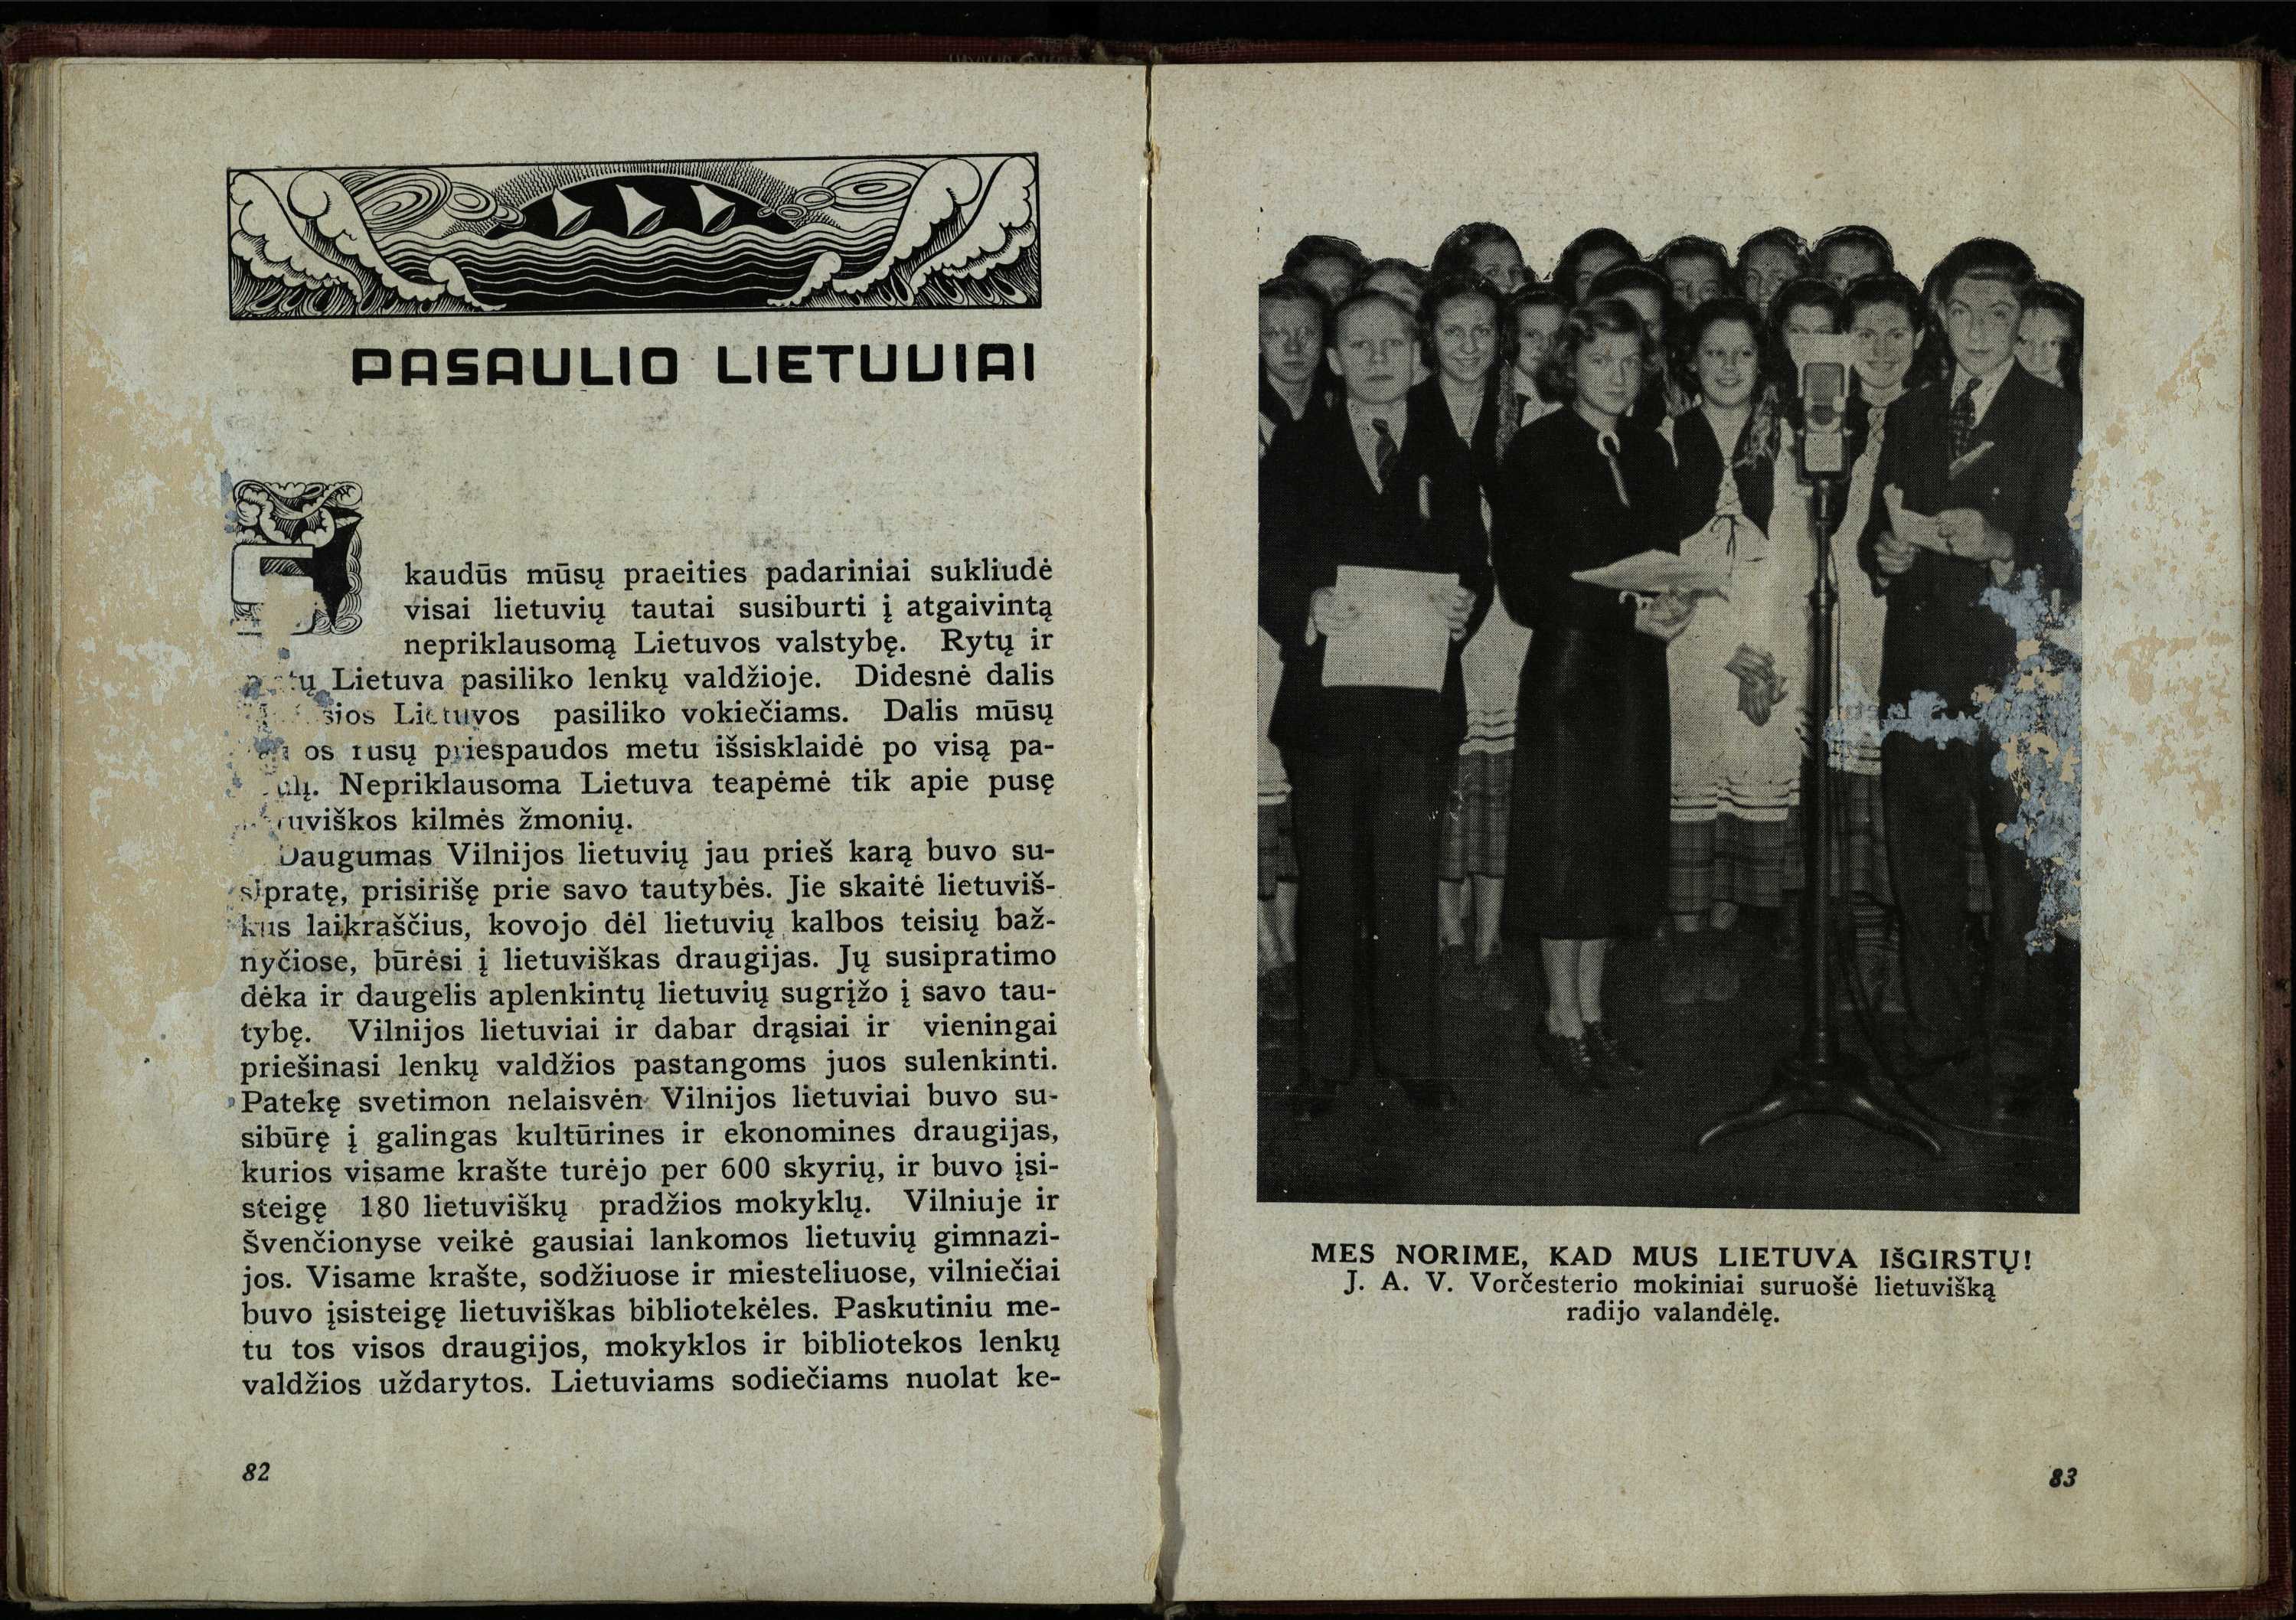 PASAULIO LIETUVIAI
kaudūs mūsų praeities padariniai sukliudė
visai lietuvių tautai susiburti į atgaivintą
nepriklausomą Lietuvos valstybę. Rytų ir
Lietuva pasiliko lenkų valdžioje. Didesnė dalis
Lietuvos pasiliko vokiečiams. Dalis mūsų
rusų priespaudos metu išsisklaidė po visą pa-
Nepriklausoma Lietuva teapėmė tik apie pusę
kilmės žmonių.
Daugumas Vilnijos lietuvių jau prieš karą buvo su-
sipratę, prisirišę prie savo tautybės. Jie skaitė lietuviš-
kus laikraščius, kovojo dėl lietuvių kalbos teisių baž-
nyčiose, būrėsi į lietuviškas draugijas. Jų susipratimo
dėka ir daugelis aplenkintų lietuvių sugrįžo į savo tau-
tybę. Vilnijos lietuviai ir dabar drąsiai ir vieningai
priešinasi lenkų valdžios pastangoms juos sulenkinti.
Patekę svetimon nelaisvėn Vilnijos lietuviai buvo su-
sibūrę į galingas kultūrines ir ekonomines draugijas,
kurios visame krašte turėjo per 600 skyrių, ir buvo įsi-
steigę 180 lietuviškų pradžios mokyklų. Vilniuje ir
Švenčionyse veikė gausiai lankomos lietuvių gimnazi-
jos. Visame krašte, sodžiuose ir miesteliuose, vilniečiai
buvo įsisteigę lietuviškas bibliotekėles. Paskutiniu me-
tu tos visos draugijos, mokyklos ir bibliotekos lenkų
valdžios uždarytos. Lietuviams sodiečiams nuolat ke-
82
MES NORIME, KAD MUS LIETUVA IŠGIRSTŲ!
J. A. V. Vorčesterio mokiniai suruošė lietuvišką
radijo valandėlę.
83